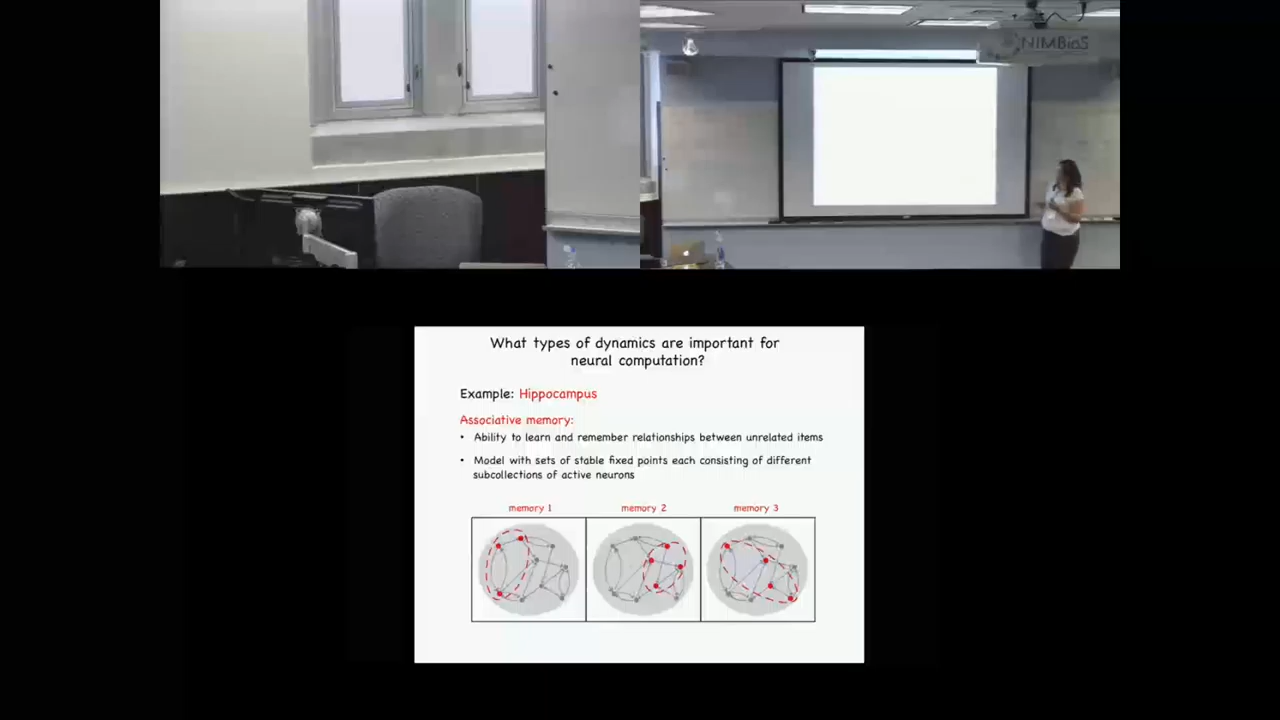 NIMBioS
What types of dynamics are important for
neural computation?
Example: Hippocampus
Associative memory:
• Ability to learn and remember relationships between unrelated items
• Model with sets of stable fixed points each consisting of different
subcollections of active neurons
memory 1 memory 2 memory 3